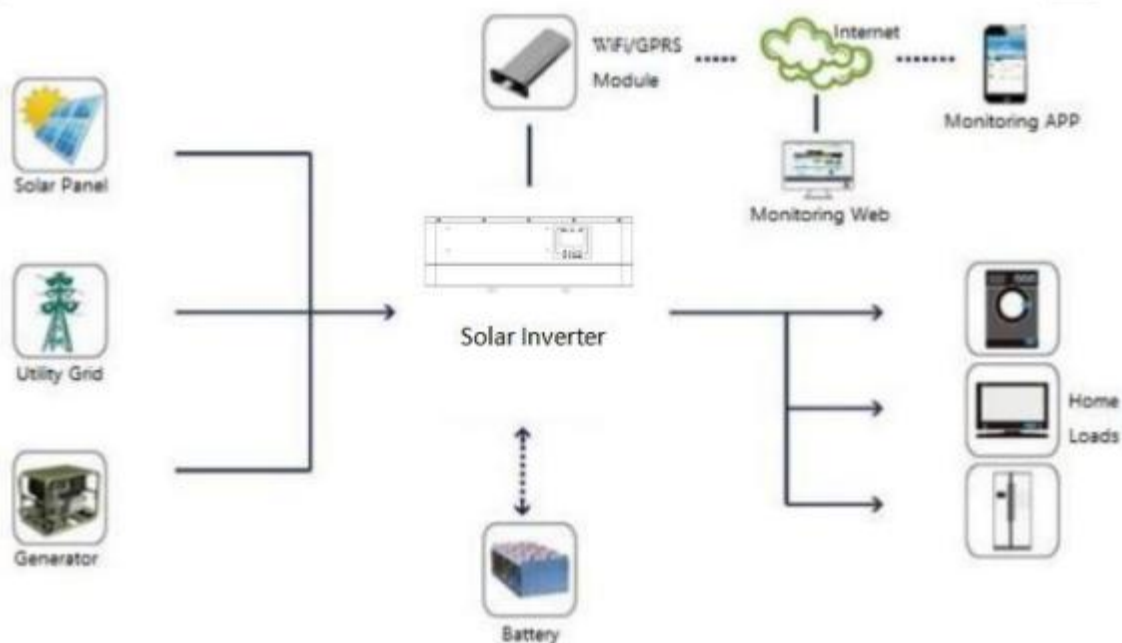 WiFi/GPRS
Module
Internet
Monitoring APP
Monitoring Web
Solar Panel
Solar Inverter
Utility Grid
Home
Loads
Generator
Battery